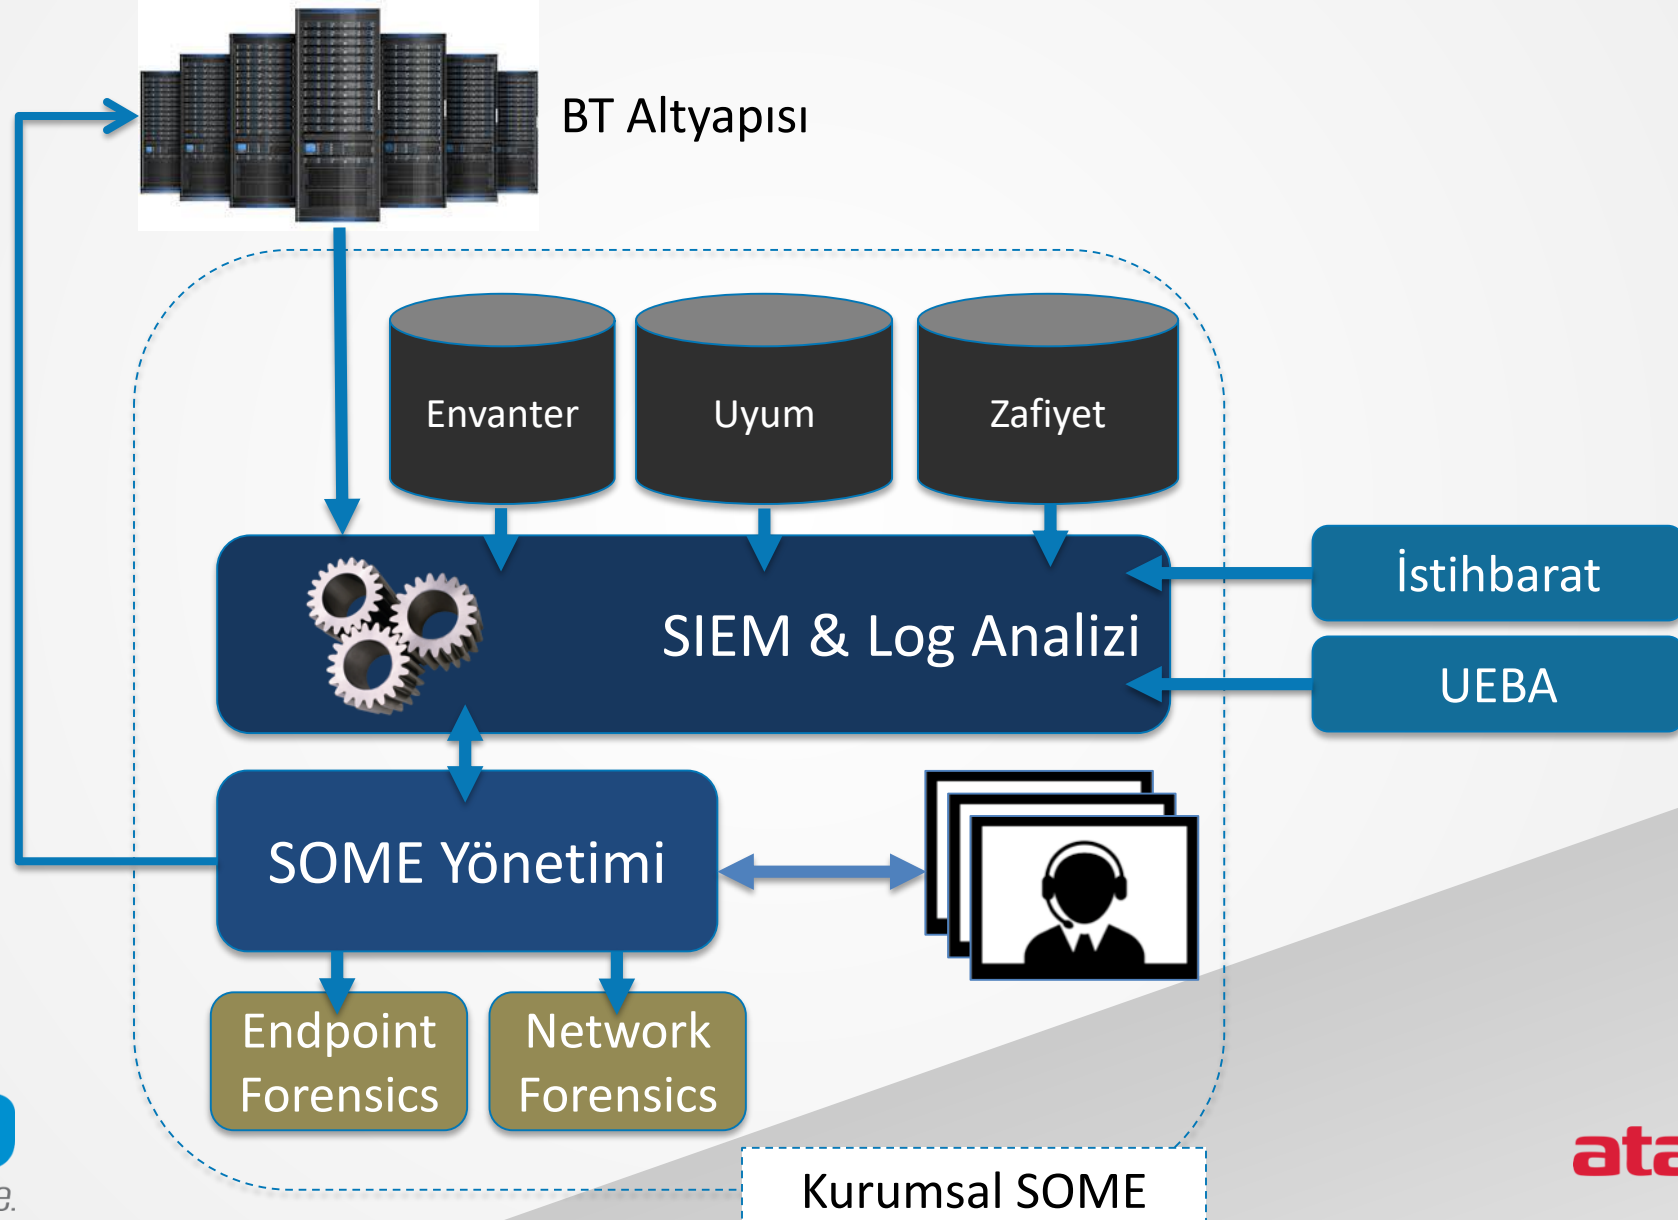 BT Altyapısı
Envanter
Uyum
Zafiyet
SIEM & Log Analizi
İstihbarat
UEBA
SOME Yönetimi
Endpoint
Forensics
Network
Forensics
Kurumsal SOME